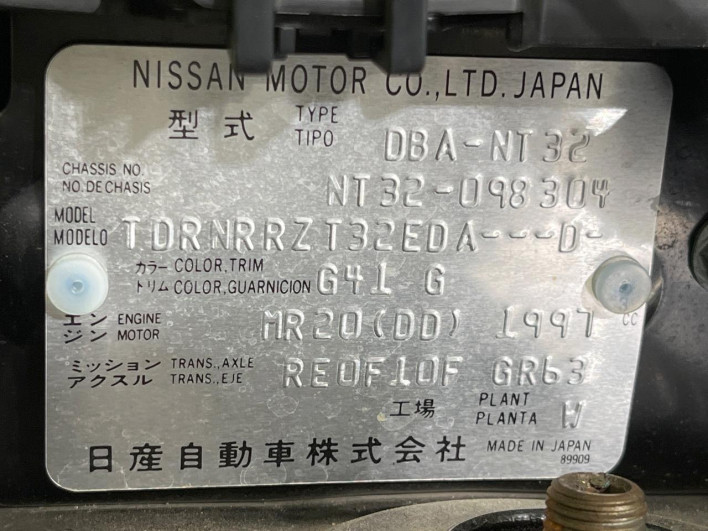 NISSAN MOTOR CO.,LTD. JAPAN
型式 TYPE TIPO DBA-NT32
CHASSIS NO. NO. DE CHASIS NT32-098304
MODEL MODELO TDRNRRZT32EDA---D-
カラー COLOR,TRIM
トリム COLOR,GUARNICION G41 G
エン ENGINE
ジン MOTOR MR20(DD) 1997 CC
ミッション TRANS.,AXLE
アクスル TRANS.,EJE RE0F10F GR63
工場 PLANT PLANTA W
日産自動車株式会社 MADE IN JAPAN
89909